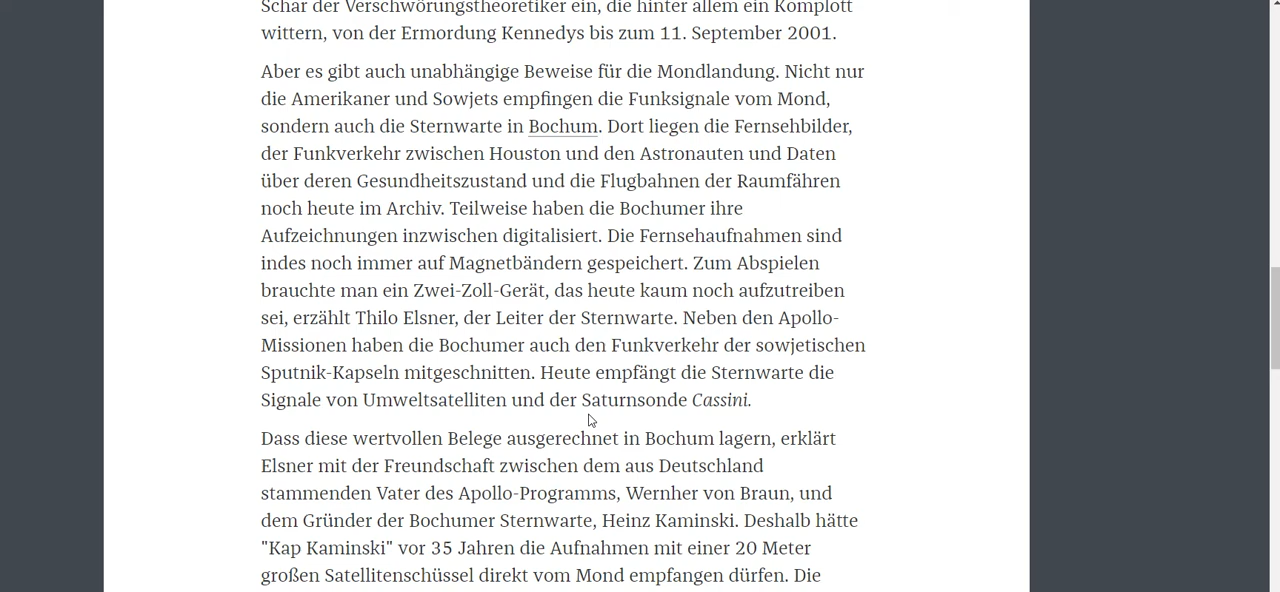 Schar der Verschwörungstheoretiker ein, die hinter allem ein Komplott
wittern, von der Ermordung Kennedys bis zum 11. September 2001.
Aber es gibt auch unabhängige Beweise für die Mondlandung. Nicht nur
die Amerikaner und Sowjets empfingen die Funksignale vom Mond,
sondern auch die Sternwarte in Bochum. Dort liegen die Fernsehbilder,
der Funkverkehr zwischen Houston und den Astronauten und Daten
über deren Gesundheitszustand und die Flugbahnen der Raumfähren
noch heute im Archiv. Teilweise haben die Bochumer ihre
Aufzeichnungen inzwischen digitalisiert. Die Fernsehaufnahmen sind
indes noch immer auf Magnetbändern gespeichert. Zum Abspielen
brauchte man ein Zwei-Zoll-Gerät, das heute kaum noch aufzutreiben
sei, erzählt Thilo Elsner, der Leiter der Sternwarte. Neben den Apollo-
Missionen haben die Bochumer auch den Funkverkehr der sowjetischen
Sputnik-Kapseln mitgeschnitten. Heute empfängt die Sternwarte die
Signale von Umweltsatelliten und der Saturnsonde Cassini.
Dass diese wertvollen Belege ausgerechnet in Bochum lagern, erklärt
Elsner mit der Freundschaft zwischen dem aus Deutschland
stammenden Vater des Apollo-Programms, Wernher von Braun, und
dem Gründer der Bochumer Sternwarte, Heinz Kaminski. Deshalb hätte
"Kap Kaminski" vor 35 Jahren die Aufnahmen mit einer 20 Meter
großen Satellitenschüssel direkt vom Mond empfangen dürfen. Die